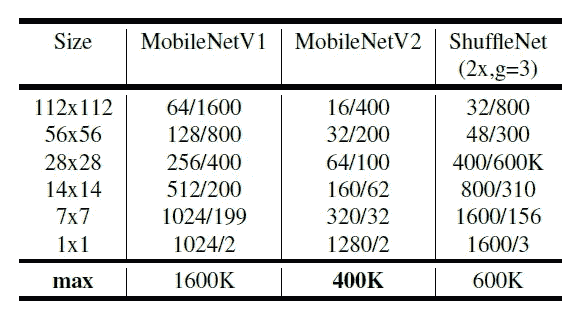 Size MobileNetV1 MobileNetV2 ShuffleNet
(2x,g=3)
112x112 64/1600 16/400 32/800
56x56 128/800 32/200 48/300
28x28 256/400 64/100 400/600K
14x14 512/200 160/62 800/310
7x7 1024/199 320/32 1600/156
1x1 1024/2 1280/2 1600/3
max 1600K 400K 600K